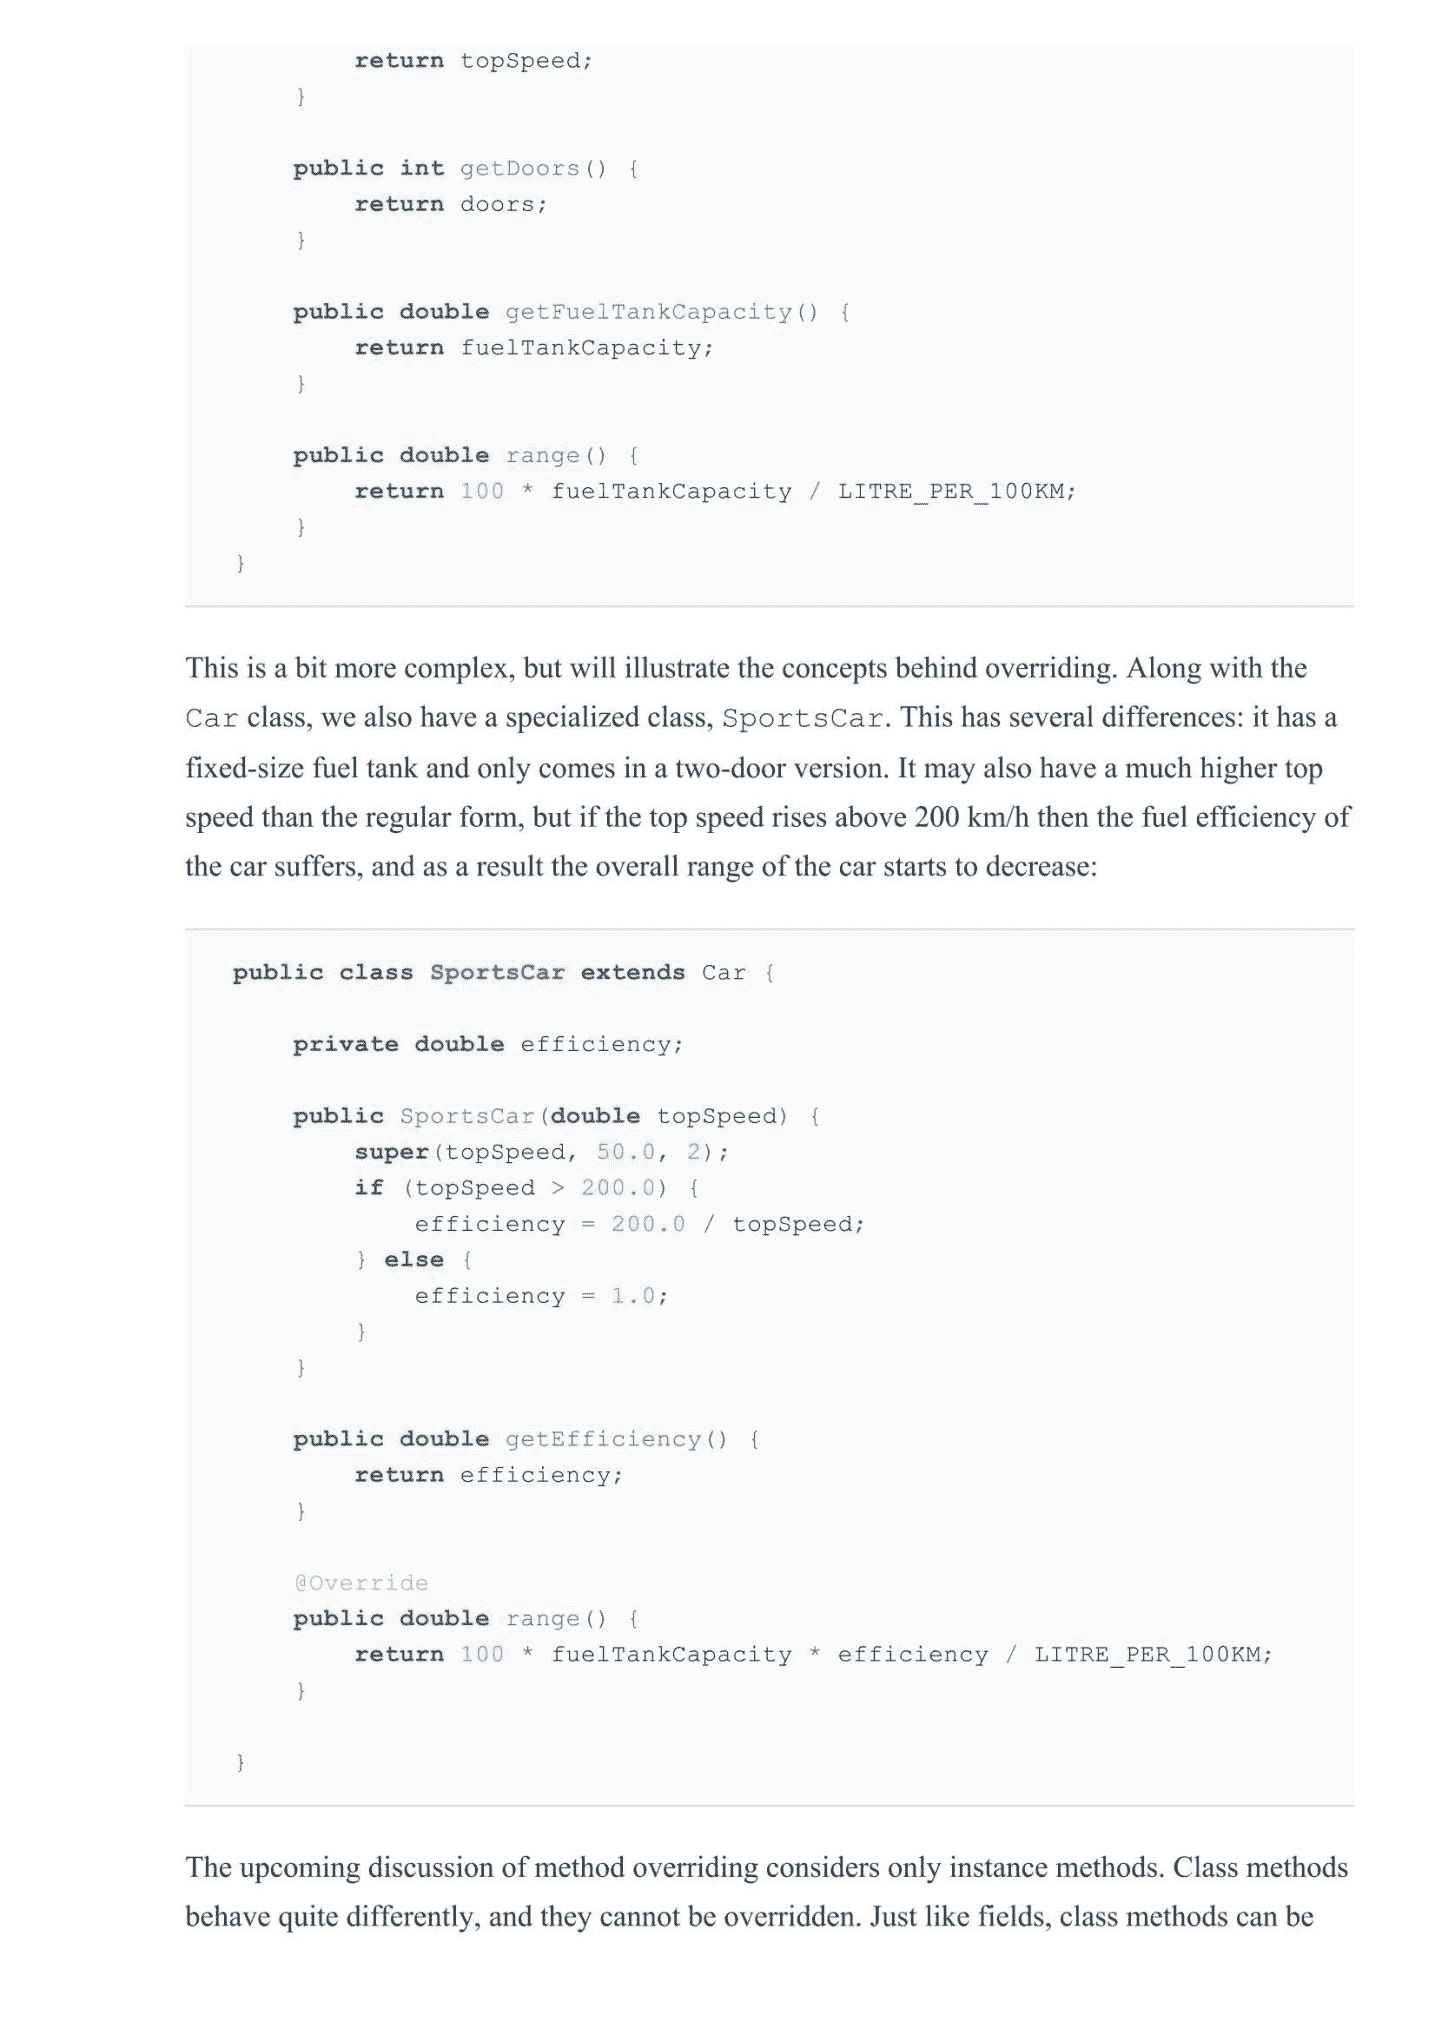 return topSpeed;
}
public int getDoors() {
return doors;
}
public double getFuelTankCapacity() {
return fuelTankCapacity;
}
public double range() {
return 100 * fuelTankCapacity / LITRE_PER_100KM;
}
}
This is a bit more complex, but will illustrate the concepts behind overriding. Along with the
Car class, we also have a specialized class, SportsCar. This has several differences: it has a
fixed-size fuel tank and only comes in a two-door version. It may also have a much higher top
speed than the regular form, but if the top speed rises above 200 km/h then the fuel efficiency of
the car suffers, and as a result the overall range of the car starts to decrease:
public class SportsCar extends Car {
private double efficiency;
public SportsCar(double topSpeed) {
super(topSpeed, 50.0, 2);
if (topSpeed > 200.0) {
efficiency = 200.0 / topSpeed;
} else {
efficiency = 1.0;
}
}
public double getEfficiency() {
return efficiency;
}
@Override
public double range() {
return 100 * fuelTankCapacity * efficiency / LITRE_PER_100KM;
}
}
The upcoming discussion of method overriding considers only instance methods. Class methods
behave quite differently, and they cannot be overridden. Just like fields, class methods can be